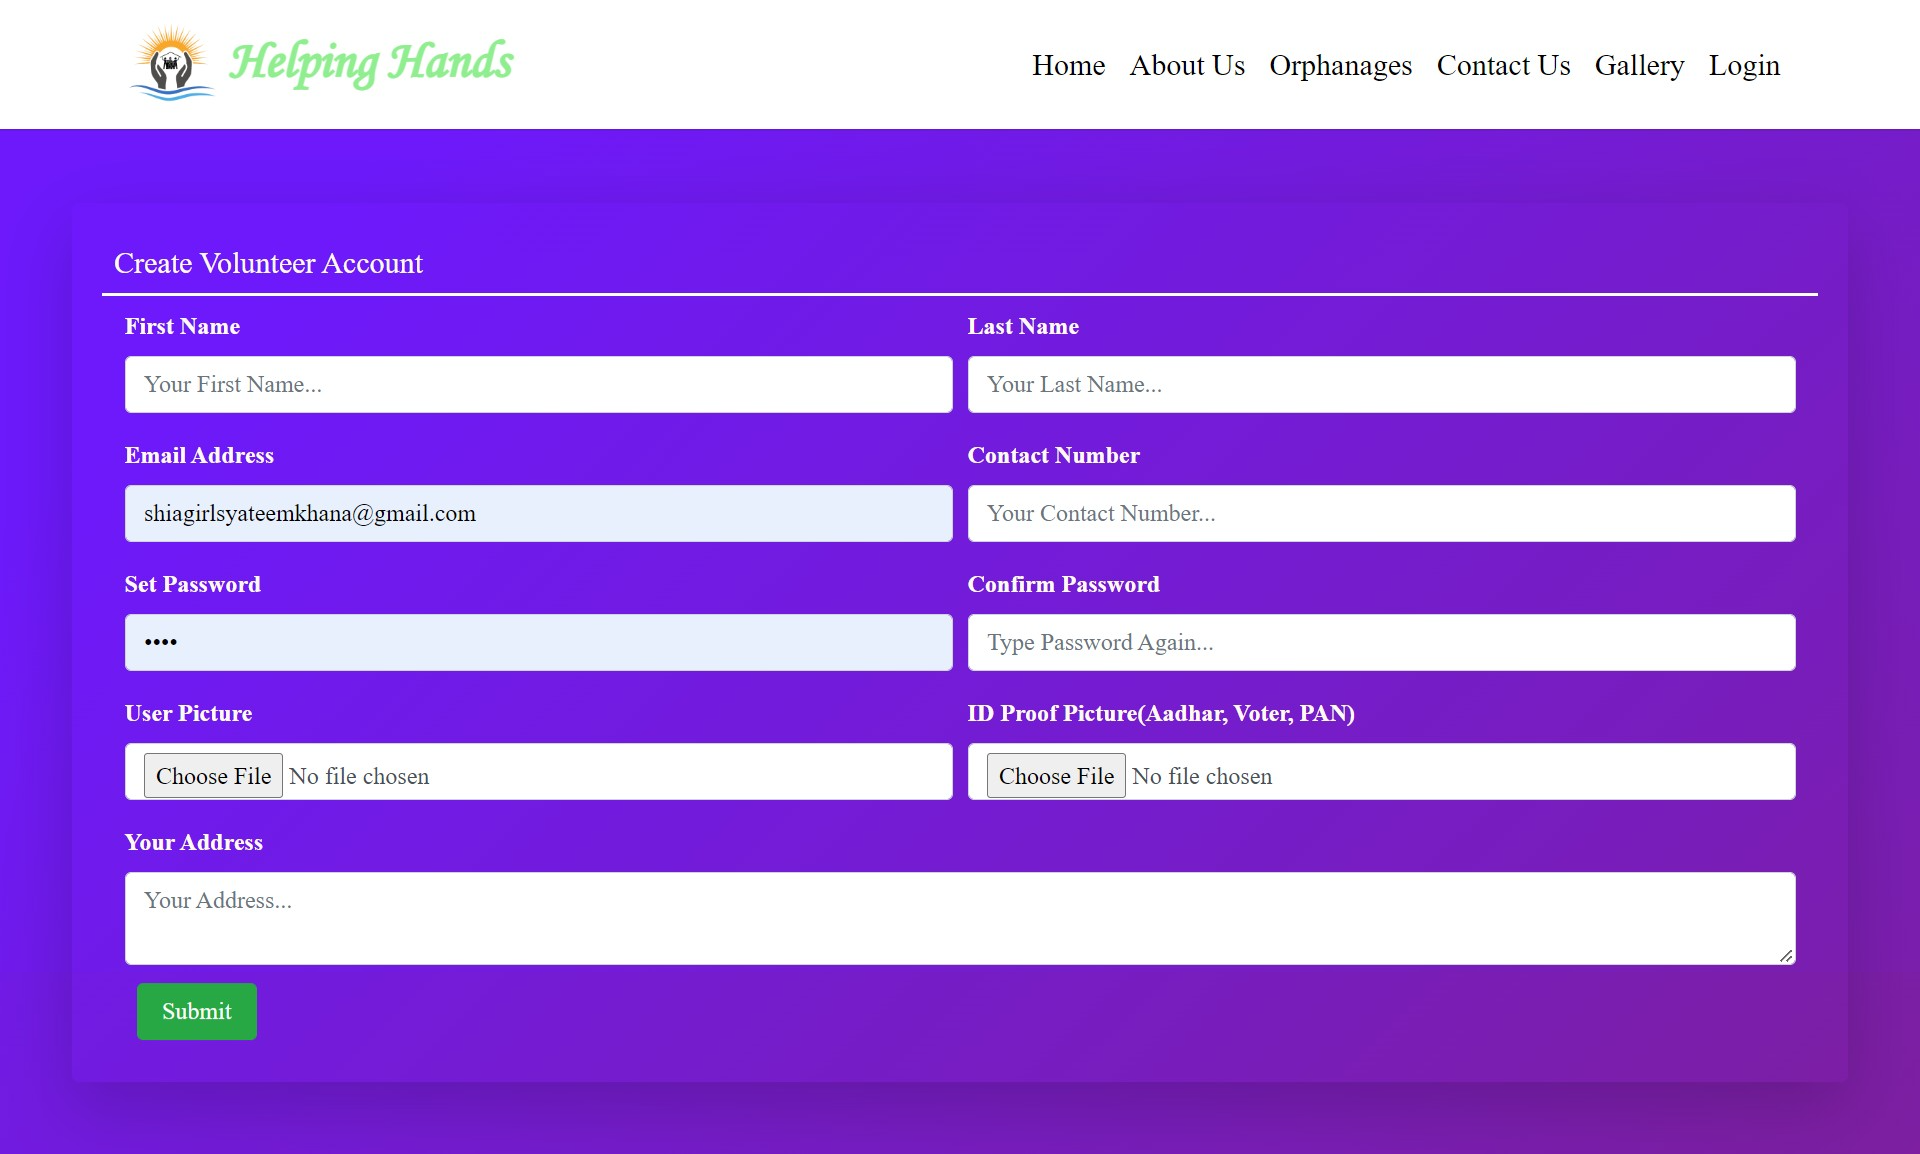 Helping Hands
Home About Us Orphanages Contact Us Gallery Login
Create Volunteer Account
First Name Last Name
Your First Name... Your Last Name...
Email Address Contact Number
shiagirlsyateemkhana@gmail.com Your Contact Number...
Set Password Confirm Password
•••• Type Password Again...
User Picture ID Proof Picture(Aadhar, Voter, PAN)
Choose File No file chosen Choose File No file chosen
Your Address
Your Address...
Submit